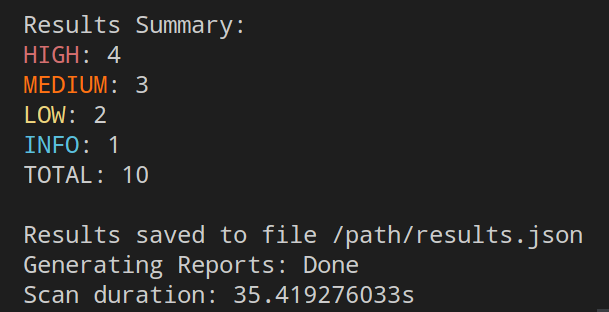 Results Summary:
HIGH: 4
MEDIUM: 3
LOW: 2
INFO: 1
TOTAL: 10
Results saved to file /path/results.json
Generating Reports: Done
Scan duration: 35.419276033s